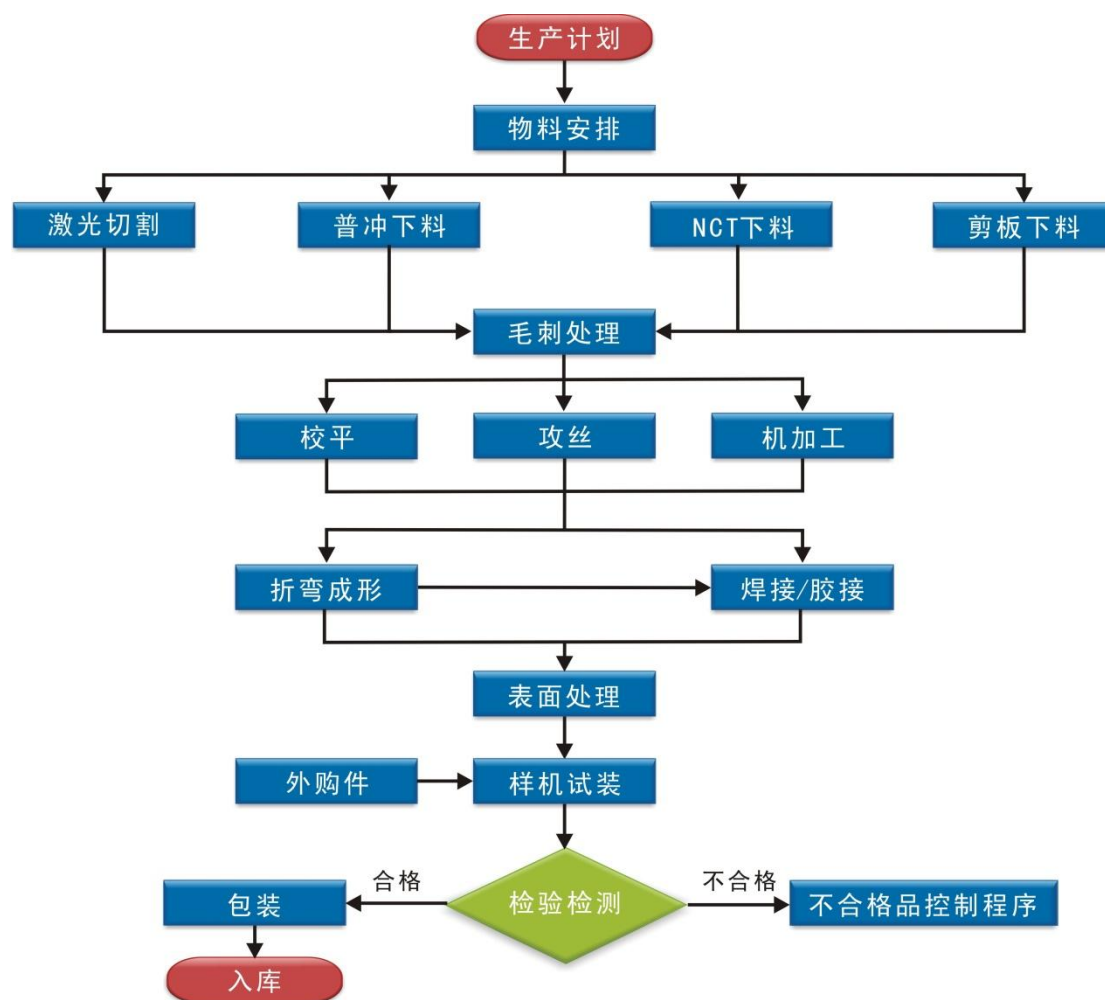 生产计划
物料安排
激光切割
普冲下料
NCT下料
剪板下料
毛刺处理
校平
攻丝
机加工
折弯成形
焊接/胶接
表面处理
外购件
样机试装
合格
不合格
包装
检验检测
不合格品控制程序
入库